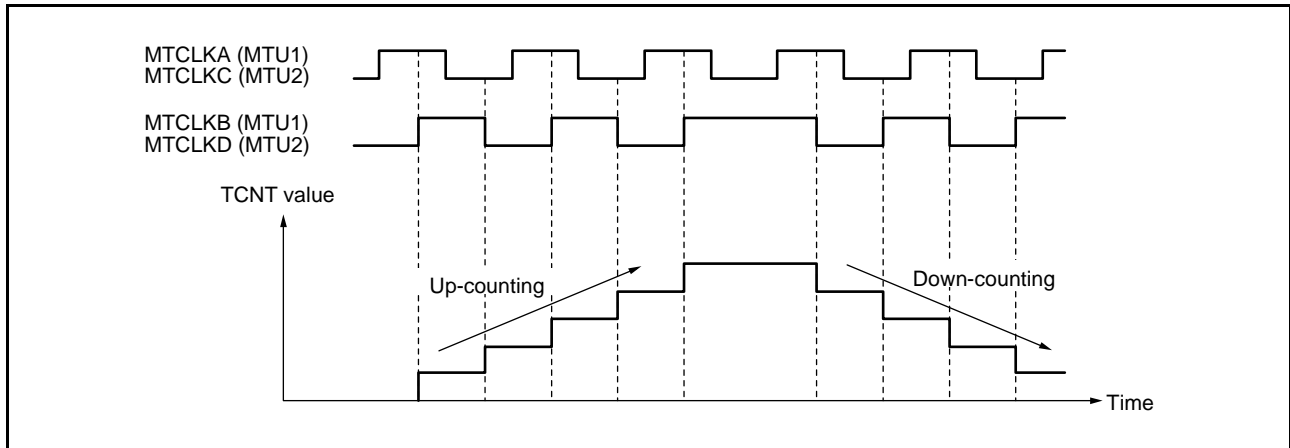 MTCLKA (MTU1)
MTCLKC (MTU2)
MTCLKB (MTU1)
MTCLKD (MTU2)
TCNT value
Up-counting
Down-counting
Time